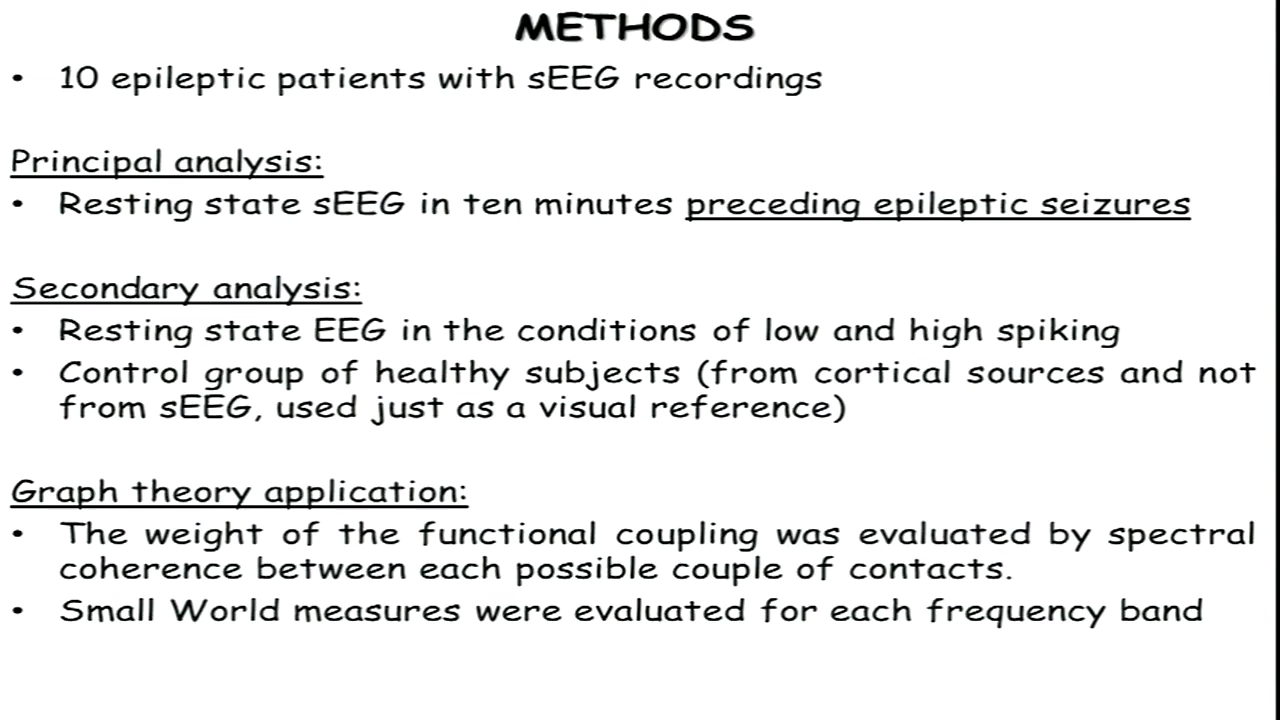 METHODS
• 10 epileptic patients with sEEG recordings
Principal analysis:
• Resting state sEEG in ten minutes preceding epileptic seizures
Secondary analysis:
• Resting state EEG in the conditions of low and high spiking
• Control group of healthy subjects (from cortical sources and not
from sEEG, used just as a visual reference)
Graph theory application:
• The weight of the functional coupling was evaluated by spectral
coherence between each possible couple of contacts.
• Small World measures were evaluated for each frequency band